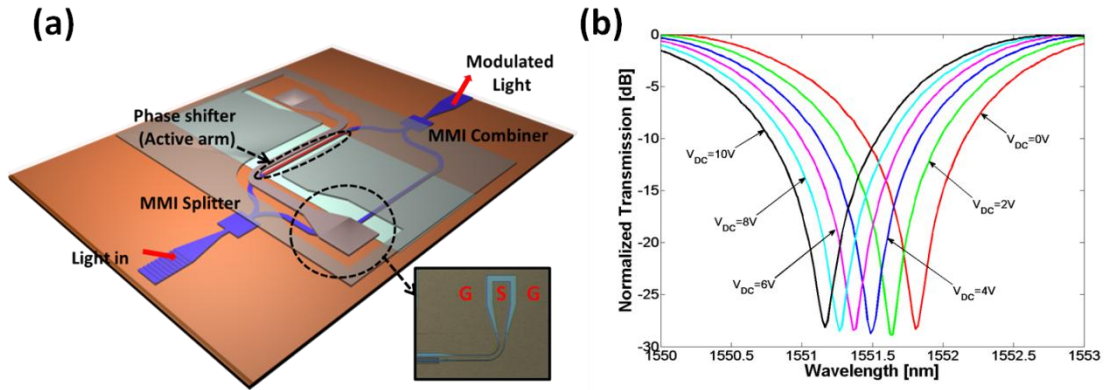 (a)
Modulated
Light
Phase shifter
(Active arm)
MMI Combiner
MMI Splitter
Light in
G S G
(b)
Normalized Transmission [dB]
0
-5
-10
-15
-20
-25
-30
V_DC=10V
V_DC=0V
V_DC=2V
V_DC=8V
V_DC=6V
V_DC=4V
1550 1550.5 1551 1551.5 1552 1552.5 1553
Wavelength [nm]